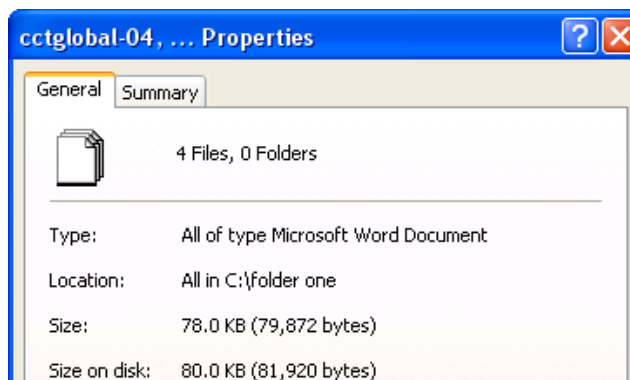 cctglobal-04, ... Properties
General Summary
4 Files, 0 Folders
Type: All of type Microsoft Word Document
Location: All in C:\folder one
Size: 78.0 KB (79,872 bytes)
Size on disk: 80.0 KB (81,920 bytes)